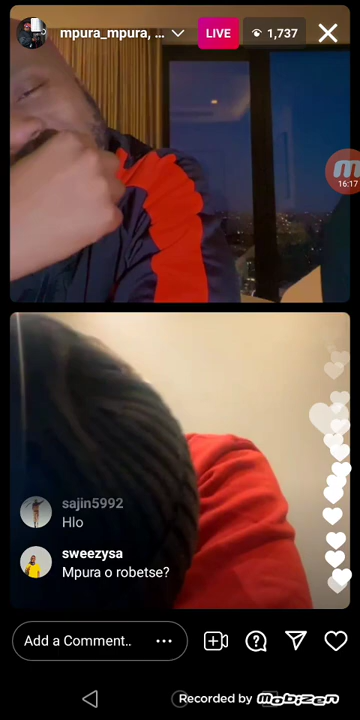 mpura_mpura, ...
LIVE
1,737
16:17
sajin5992
Hlo
sweezysa
Mpura o robetse?
Add a Comment..
Recorded by mobizen